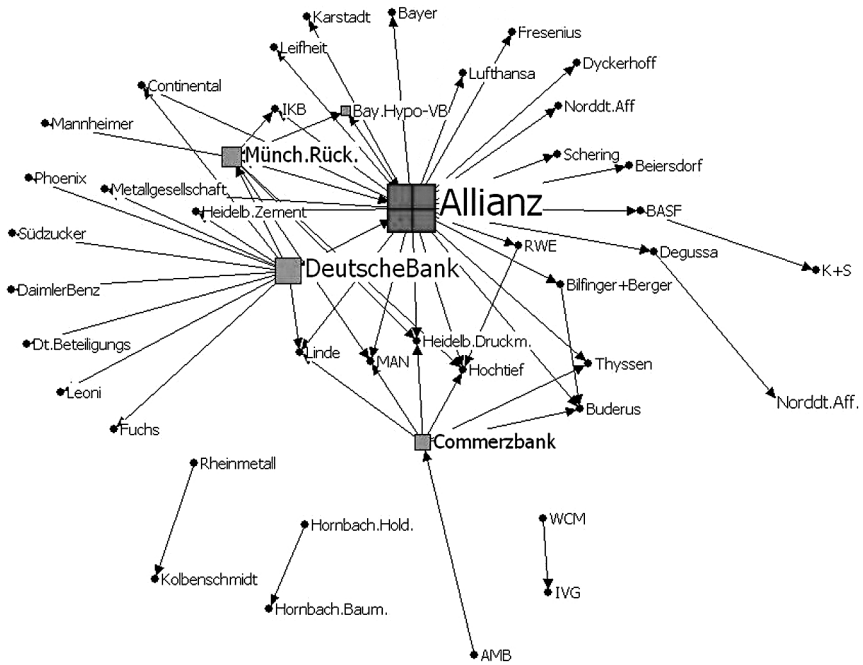 Karstadt
Bayer
Fresenius
Leifheit
Lufthansa
Dyckerhoff
Continental
IKB
Bay.Hypo-VB
Norddt.Aff
Mannheimer
Münch.Rück.
Schering
Beiersdorf
Phoenix
Metallgesellschaft
Allianz
Heidelb.Zement
BASF
Südzucker
RWE
Degussa
DeutscheBank
K+S
DaimlerBenz
Bilfinger+Berger
Dt.Beteiligungs
Heidelb.Druckm.
Linde
MAN
Hochtief
Thyssen
Leoni
Buderus
Norddt.Aff.
Fuchs
Commerzbank
Rheinmetall
Hornbach.Hold.
WCM
Kolbenschmidt
IVG
Hornbach.Baum.
AMB